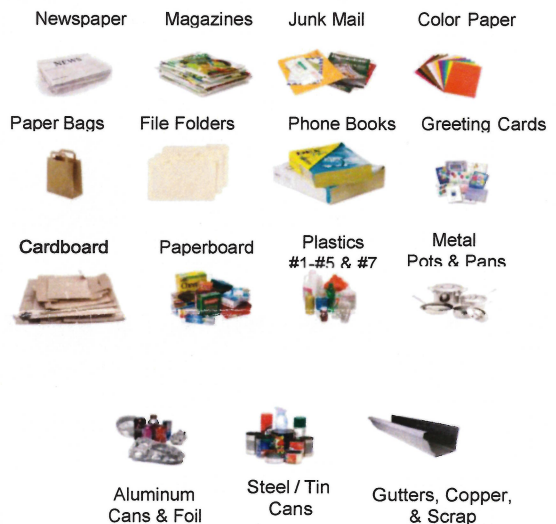 Newspaper
Magazines
Junk Mail
Color Paper
NEWS
Paper Bags
File Folders
Phone Books
Greeting Cards
Cardboard
Paperboard
Plastics
#1-#5 & #7
Metal
Pots & Pans
Aluminum
Cans & Foil
Steel / Tin
Cans
Gutters, Copper,
& Scrap